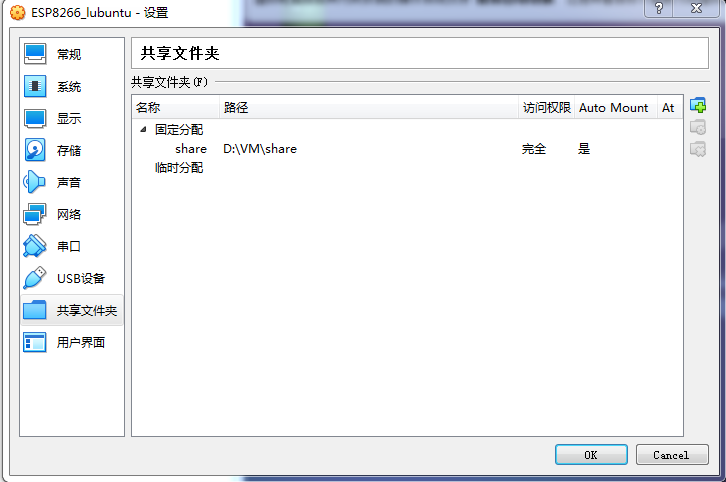 ESP8266_lubuntu - 设置
常规
系统
显示
存储
声音
网络
串口
USB设备
共享文件夹
用户界面
共享文件夹
共享文件夹(F)
名称 路径 访问权限 Auto Mount At
固定分配
share D:\VM\share 完全 是
临时分配
OK Cancel